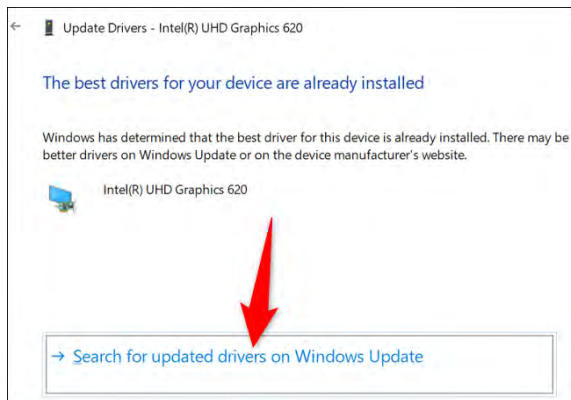 Update Drivers - Intel(R) UHD Graphics 620
The best drivers for your device are already installed
Windows has determined that the best driver for this device is already installed. There may be
better drivers on Windows Update or on the device manufacturer's website.
Intel(R) UHD Graphics 620
Search for updated drivers on Windows Update